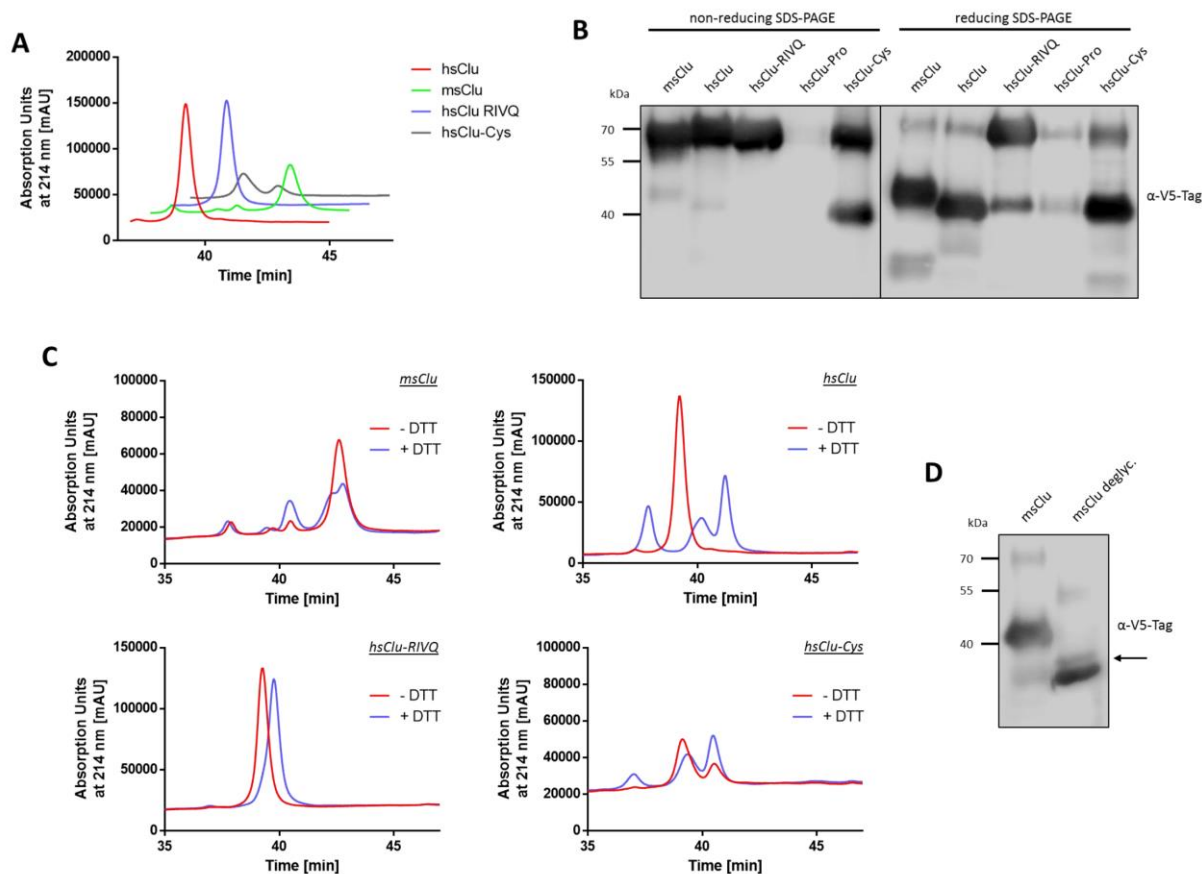 A
Absorption Units
at 214 nm [mAU]
200000
150000
100000
50000
0
40
45
Time [min]
hsClu
msClu
hsClu RIVQ
hsClu-Cys
B
non-reducing SDS-PAGE
reducing SDS-PAGE
msClu
hsClu
hsClu-RIVQ
hsClu-Pro
hsClu-Cys
msClu
hsClu
hsClu-RIVQ
hsClu-Pro
hsClu-Cys
kDa
70
55
40
α-V5-Tag
C
msClu
Absorption Units
at 214 nm [mAU]
100000
80000
60000
40000
20000
0
35
40
45
Time [min]
- DTT
+ DTT
hsClu
Absorption Units
at 214 nm [mAU]
150000
100000
50000
0
35
40
45
Time [min]
- DTT
+ DTT
hsClu-RIVQ
Absorption Units
at 214 nm [mAU]
150000
100000
50000
0
35
40
45
Time [min]
- DTT
+ DTT
hsClu-Cys
Absorption Units
at 214 nm [mAU]
100000
80000
60000
40000
20000
0
35
40
45
Time [min]
- DTT
+ DTT
D
msClu
msClu deglyc.
kDa
70
55
40
α-V5-Tag